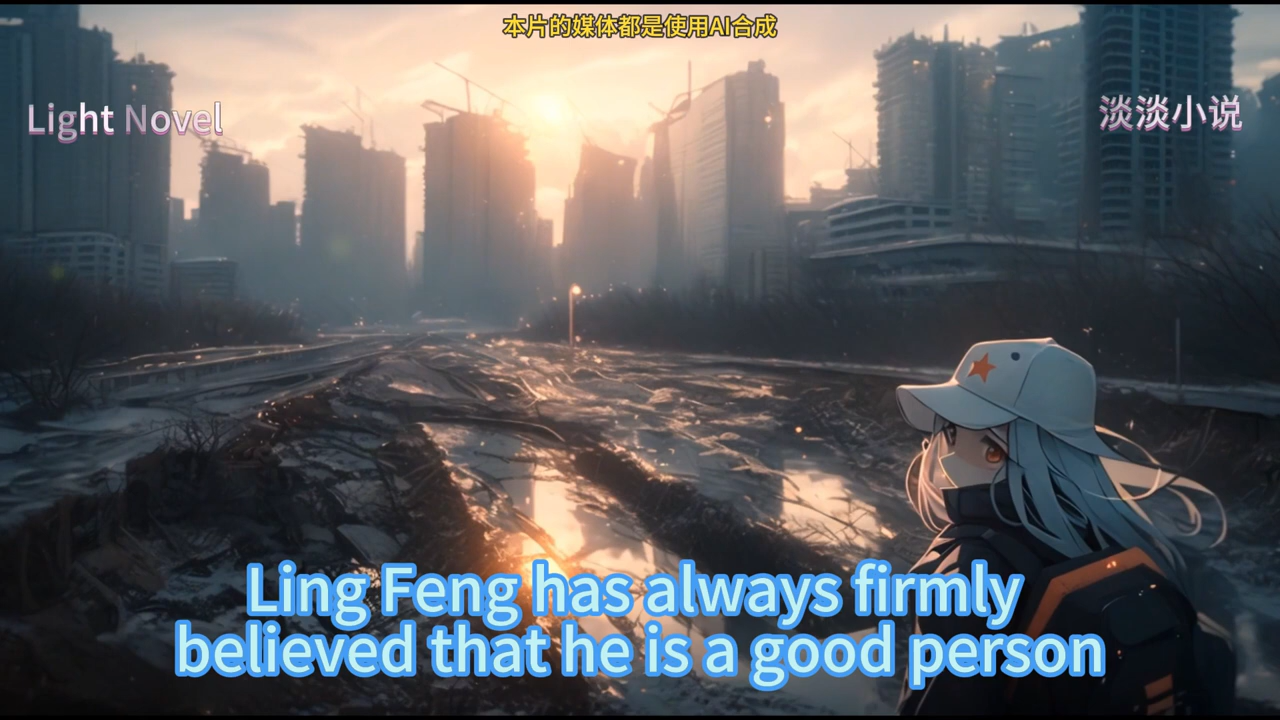 本片的媒体都是使用AI合成
Light Novel
淡淡小说
Ling Feng has always firmly
believed that he is a good person